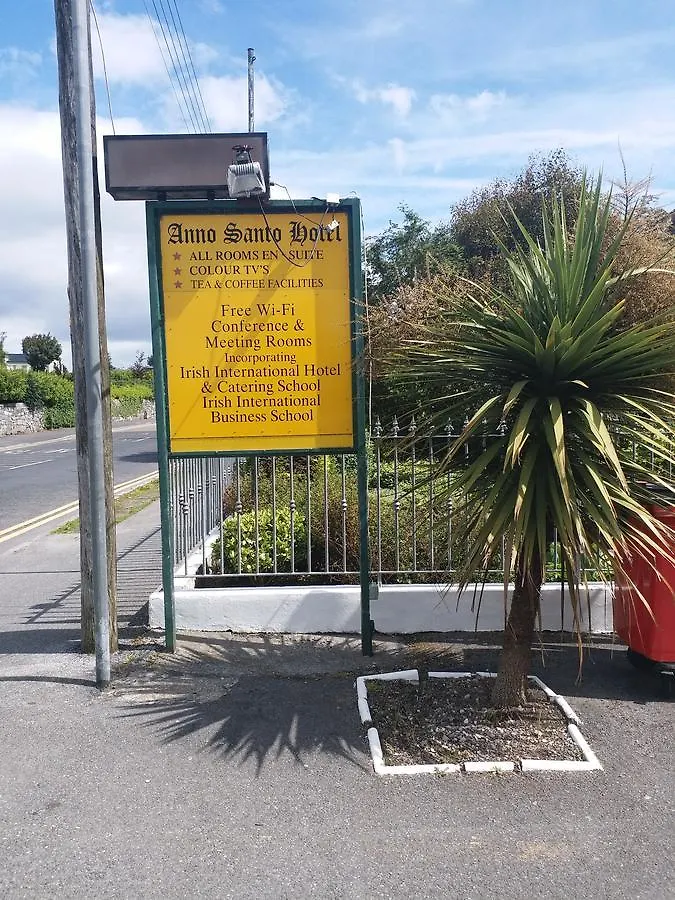 Anno Santo Hotel
★ ALL ROOMS EN - SUITE
★ COLOUR TV'S
★ TEA & COFFEE FACILITIES
Free Wi-Fi
Conference &
Meeting Rooms
Incorporating
Irish International Hotel
& Catering School
Irish International
Business School